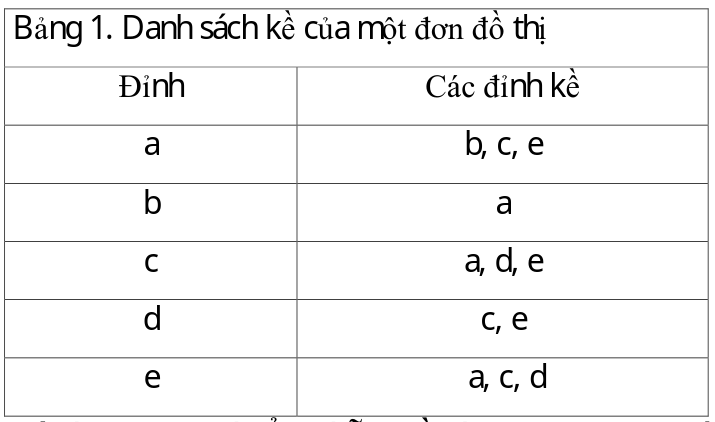 Bảng 1. Danh sách kề của một đơn đồ thị
Đỉnh Các đỉnh kề
a b, c, e
b a
c a, d, e
d c, e
e a, c, d